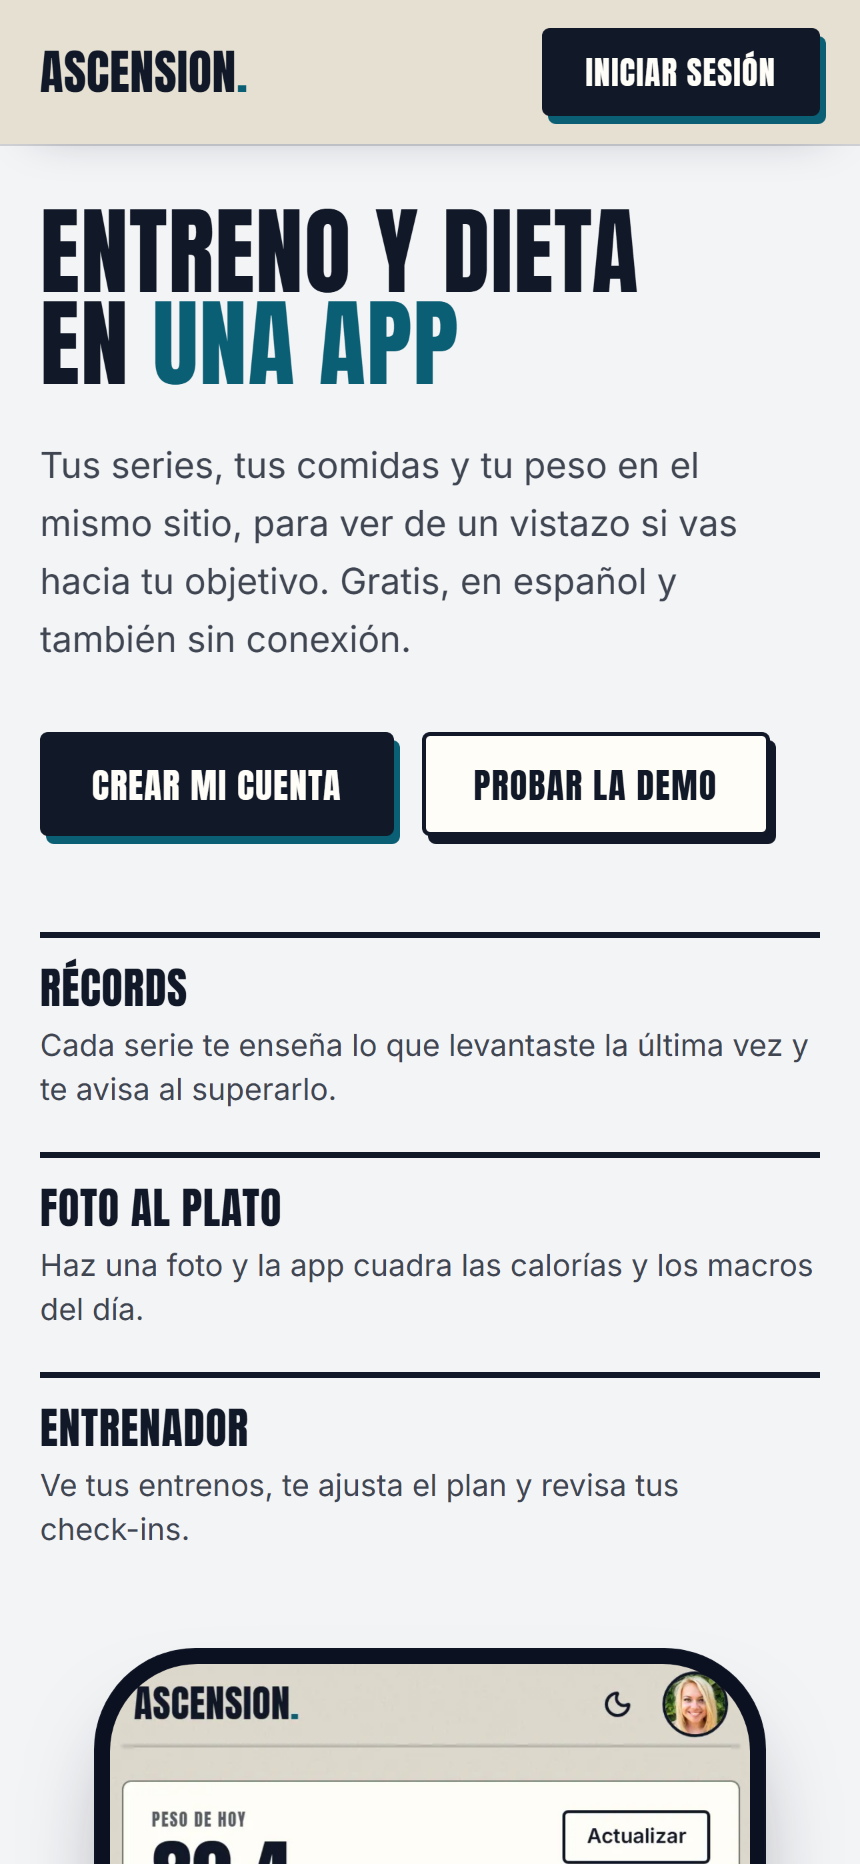 ASCENSION.
INICIAR SESIÓN
ENTRENO Y DIETA
EN UNA APP
Tus series, tus comidas y tu peso en el
mismo sitio, para ver de un vistazo si vas
hacia tu objetivo. Gratis, en español y
también sin conexión.
CREAR MI CUENTA
PROBAR LA DEMO
RÉCORDS
Cada serie te enseña lo que levantaste la última vez y
te avisa al superarlo.
FOTO AL PLATO
Haz una foto y la app cuadra las calorías y los macros
del día.
ENTRENADOR
Ve tus entrenos, te ajusta el plan y revisa tus
check-ins.
ASCENSION.
PESO DE HOY
Actualizar